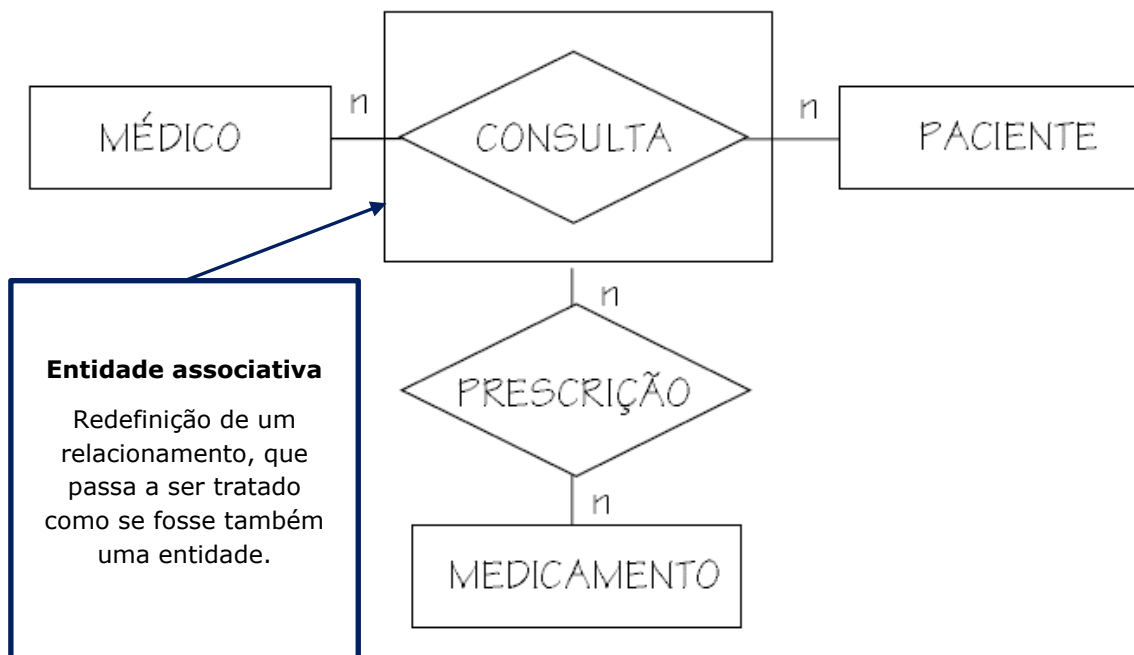 MÉDICO
n
CONSULTA
n
PACIENTE
n
PRESCRIÇÃO
n
MEDICAMENTO
Entidade associativa
Redefinição de um
relacionamento, que
passa a ser tratado
como se fosse também
uma entidade.